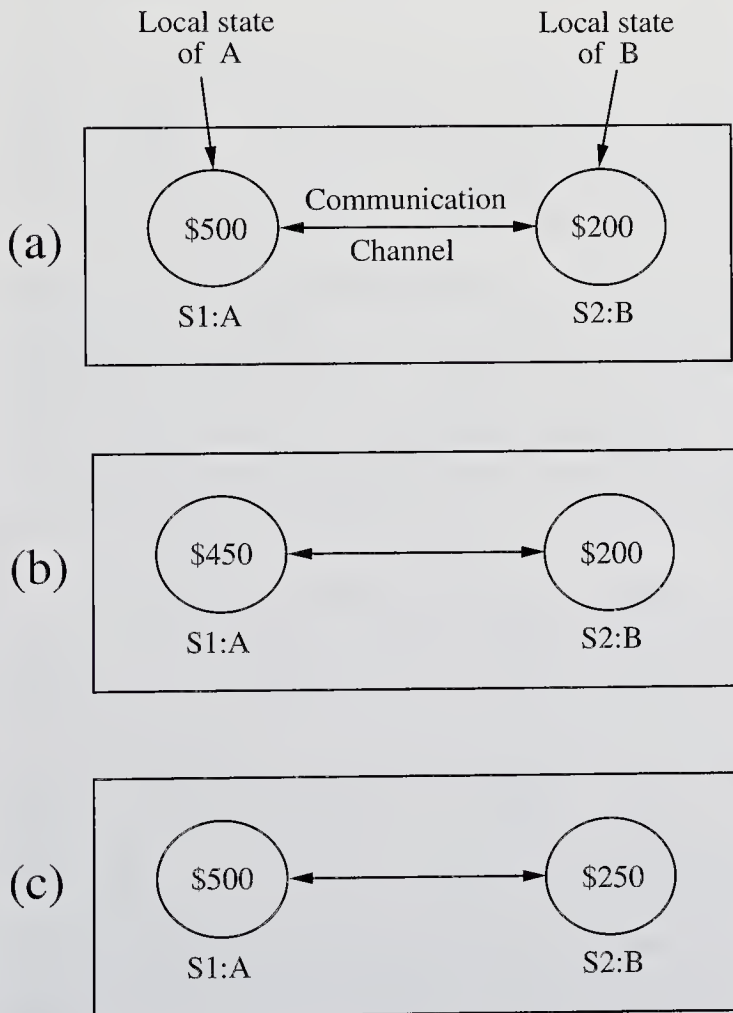 Local state
of A
Local state
of B
(a)
$500
Communication
Channel
$200
S1:A
S2:B
(b)
$450
$200
S1:A
S2:B
(c)
$500
$250
S1:A
S2:B